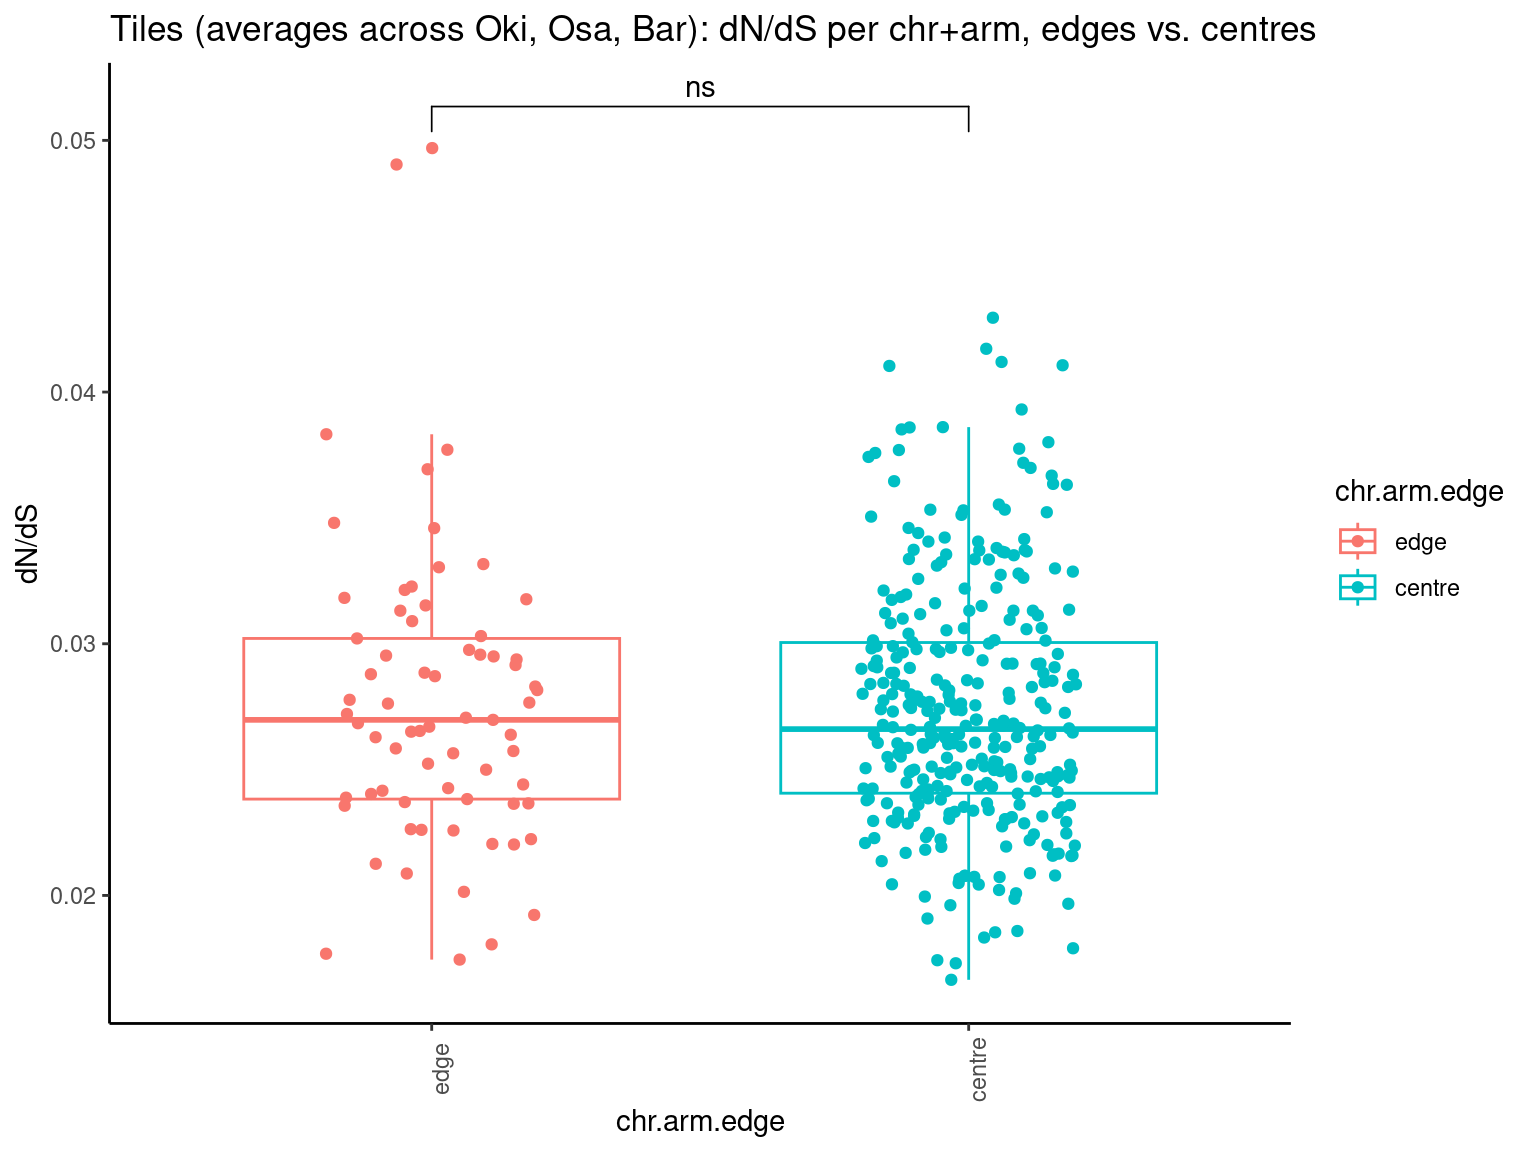 Tiles (averages across Oki, Osa, Bar): dN/dS per chr+arm, edges vs. centres
ns
0.05
0.04
0.03
0.02
dN/dS
edge
centre
chr.arm.edge
chr.arm.edge
edge
centre